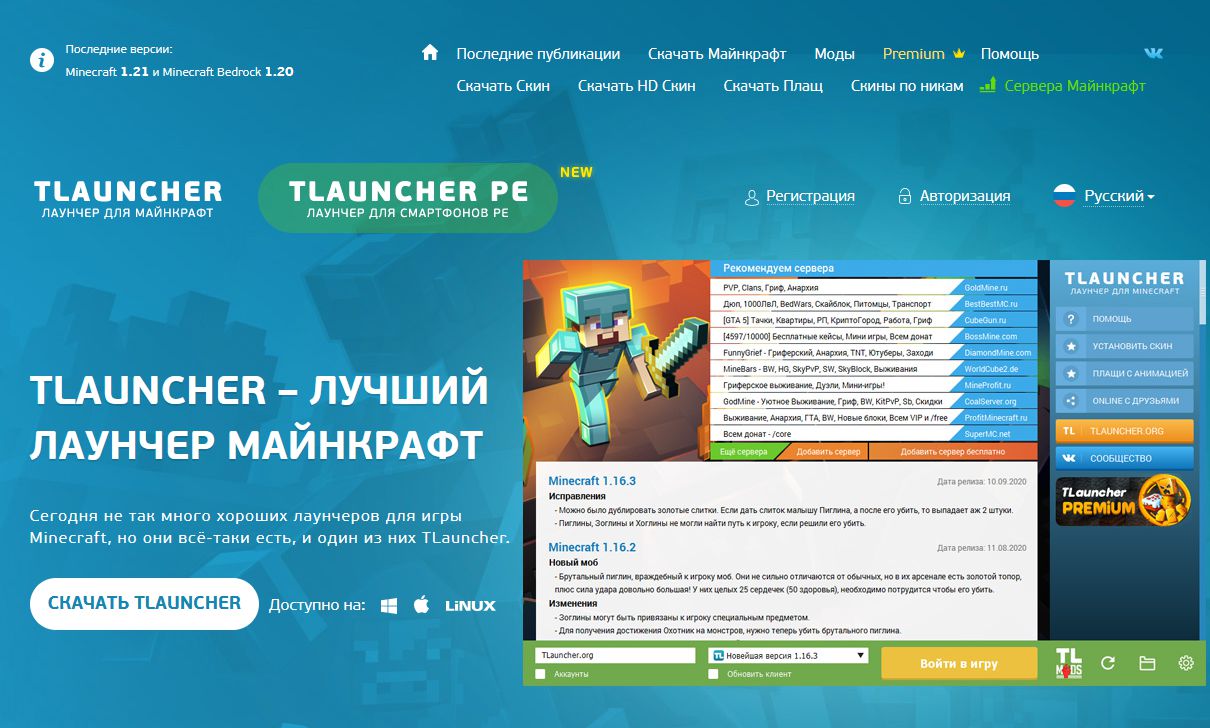 Последние версии:
Minecraft 1.21 и Minecraft Bedrock 1.20
Последние публикации Скачать Майнкрафт Моды Premium Помощь
Скачать Скин Скачать HD Скин Скачать Плащ Скины по никам Сервера Майнкрафт
TLAUNCHER
ЛАУНЧЕР ДЛЯ МАЙНКРАФТ
TLAUNCHER PE
ЛАУНЧЕР ДЛЯ СМАРТФОНОВ PE
NEW
Регистрация Авторизация Русский
TLAUNCHER – ЛУЧШИЙ
ЛАУНЧЕР МАЙНКРАФТ
Сегодня не так много хороших лаунчеров для игры
Minecraft, но они всё-таки есть, и один из них TLauncher.
СКАЧАТЬ TLAUNCHER Доступно на: LiNUX
Рекомендуем сервера
PVP, Clans, Гриф, Анархия GoldMine.ru
Дюп, 1000ЛвЛ, BedWars, Скайблок, Питомцы, Транспорт BestBestMC.ru
[GTA 5] Тачки, Квартиры, РП, КриптоГород, Работа, Гриф CubeGun.ru
[4597/10000] Бесплатные кейсы, Мини игры, Всем донат BossMine.com
FunnyGrief - Гриферский, Анархия, TNT, Ютуберы, Заходи DiamondMine.com
MineBars - BW, HG, SkyPvP, SW, SkyBlock, Выживания WorldCube2.de
Гриферское выживание, Дуэли, Мини-игры! MineProfit.ru
GodMine - Уютное Выживание, Гриф, BW, KitPvP, Sb, Скидки CoalServer.org
Выживание, Анархия, ГТА, BW, Новые блоки, Всем VIP и /free ProfitMinecraft.ru
Всем донат - /core SuperMC.net
Ещё сервера Добавить сервер Добавить сервер бесплатно
Minecraft 1.16.3 Дата релиза: 10.09.2020
Исправления
- Можно было дублировать золотые слитки. Если дать слиток малышу Пиглина, а после его убить, то выпадает аж 2 штуки.
- Пиглины, Зоглины и Хоглины не могли найти путь к игроку, если решили его убить.
Minecraft 1.16.2 Дата релиза: 11.08.2020
Новый моб
- Брутальный пиглин, враждебный к игроку моб. Они не сильно отличаются от обычных, но в их арсенале есть золотой топор,
плюс сила удара довольно большая! У них целых 25 сердечек (50 здоровья), необходимо потрудится чтобы его убить.
Изменения
- Зоглины могут быть привязаны к игроку специальным предметом.
- Для получения достижения Охотник на монстров, нужно теперь убить брутального пиглина.
TLAUNCHER
ЛАУНЧЕР ДЛЯ MINECRAFT
ПОМОЩЬ
УСТАНОВИТЬ СКИН
ПЛАЩИ С АНИМАЦИЕЙ
ONLINE С ДРУЗЬЯМИ
TL TLAUNCHER.ORG
СООБЩЕСТВО
TLauncher
PREMiUM
TLauncher.org TL Новейшая версия 1.16.3 Войти в игру
Аккаунты Обновить клиент
TL
MODS